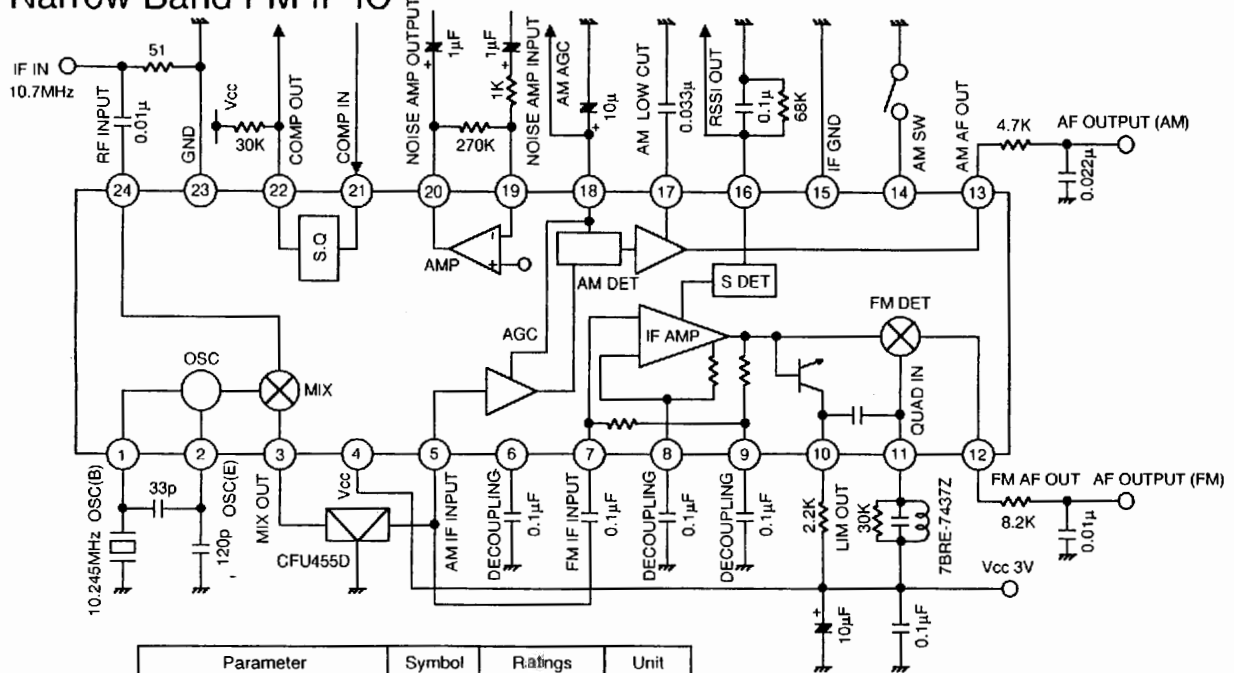 Narrow Band FM IF IC
IF IN
10.7MHz
51
RF INPUT
0.01μ
GND
Vcc
30K
COMP OUT
COMP IN
NOISE AMP OUTPUT
1μF
+
270K
1μF
+
1K
NOISE AMP INPUT
AM AGC
10μ
+
AM LOW CUT
0.033μ
RSSI OUT
0.1μ
68K
IF GND
AM SW
AM AF OUT
4.7K
AF OUTPUT (AM)
0.022μ
24
23
22
21
20
19
18
17
16
15
14
13
S.Q
AMP
-
+
AM DET
S DET
AGC
IF AMP
FM DET
OSC
MIX
QUAD IN
1
2
3
4
5
6
7
8
9
10
11
12
10.245MHz
OSC(B)
33p
OSC(E)
120p
MIX OUT
CFU455D
Vcc
AM IF INPUT
DECOUPLING
0.1μF
FM IF INPUT
0.1μF
DECOUPLING
0.1μF
DECOUPLING
0.1μF
2.2K
LIM OUT
30K
7BRE-7437Z
FM AF OUT
8.2K
AF OUTPUT (FM)
0.01μ
Vcc 3V
+
10μF
0.1μF
Parameter Symbol Ratings Unit